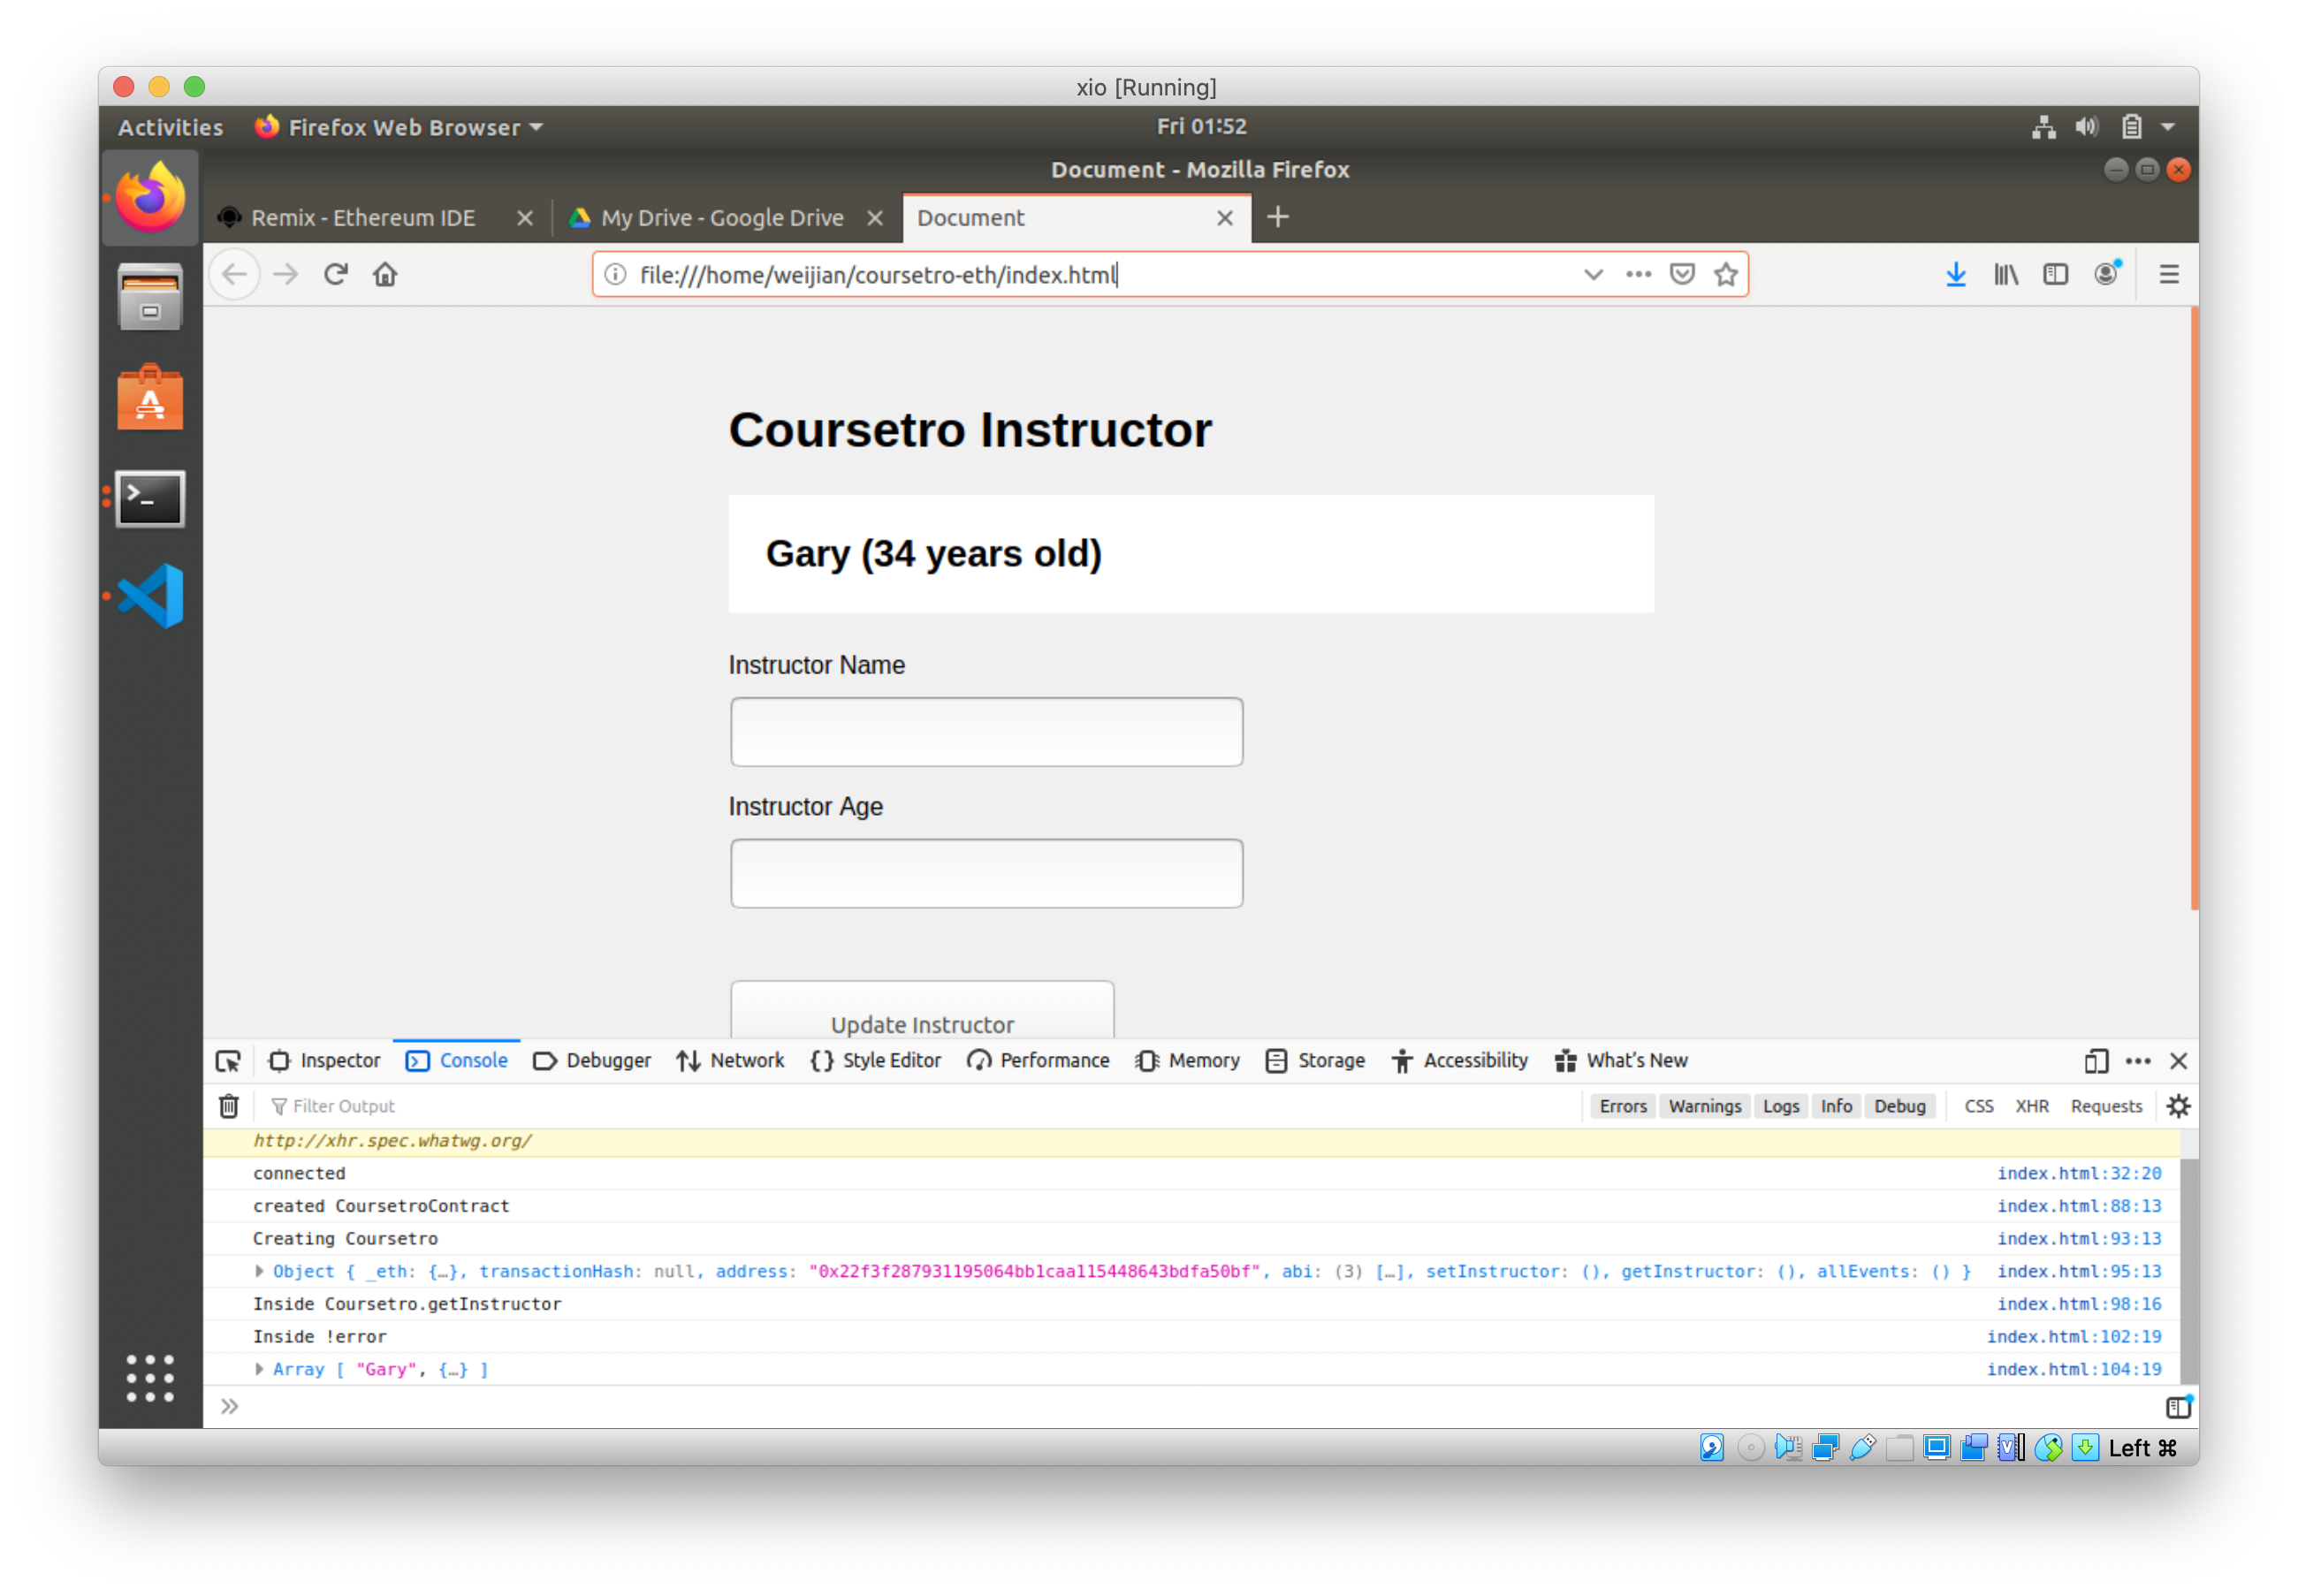 xio [Running]
Activities Firefox Web Browser Fri 01:52
Document - Mozilla Firefox
Remix - Ethereum IDE My Drive - Google Drive Document
file:///home/weijian/coursetro-eth/index.html
Coursetro Instructor
Gary (34 years old)
Instructor Name
Instructor Age
Update Instructor
Inspector Console Debugger Network Style Editor Performance Memory Storage Accessibility What's New
Filter Output Errors Warnings Logs Info Debug CSS XHR Requests
http://xhr.spec.whatwg.org/
connected index.html:32:20
created CoursetroContract index.html:88:13
Creating Coursetro index.html:93:13
Object { _eth: {…}, transactionHash: null, address: "0x22f3f287931195064bb1caa115448643bdfa50bf", abi: (3) […], setInstructor: (), getInstructor: (), allEvents: () } index.html:95:13
Inside Coursetro.getInstructor index.html:98:16
Inside !error index.html:102:19
Array [ "Gary", {…} ] index.html:104:19
Left ⌘